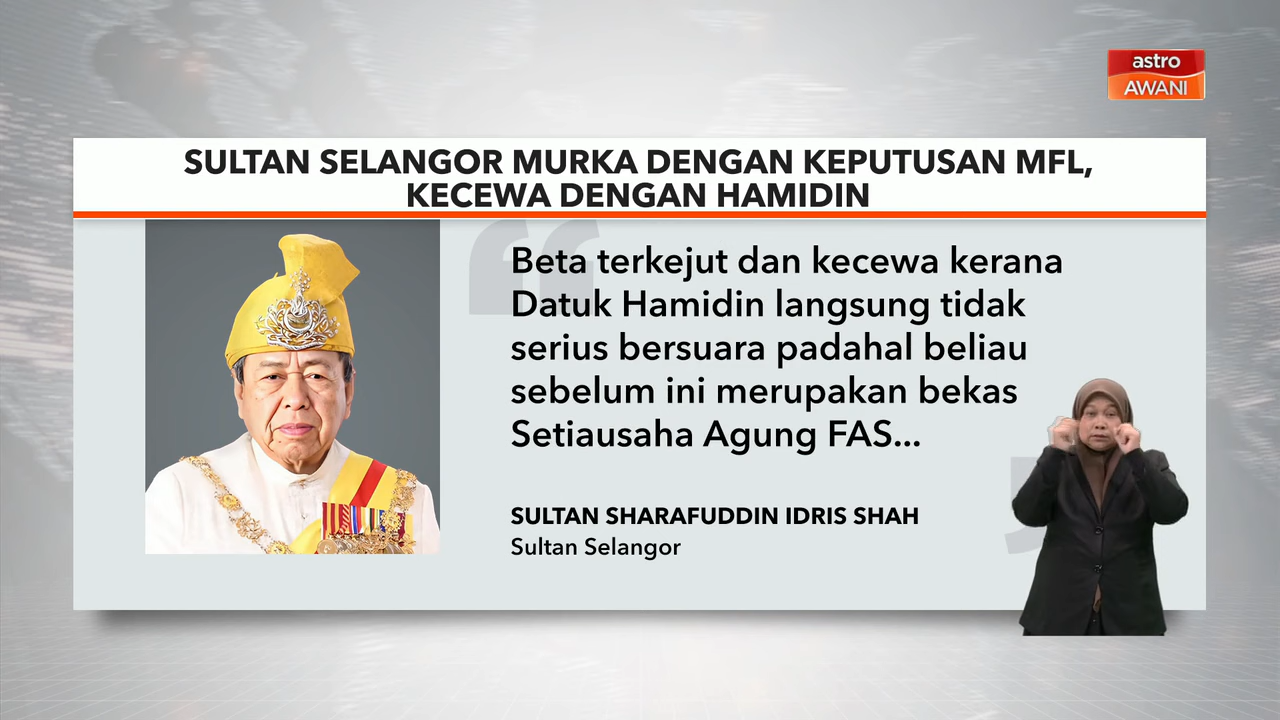 astro
AWANI
SULTAN SELANGOR MURKA DENGAN KEPUTUSAN MFL,
KECEWA DENGAN HAMIDIN
Beta terkejut dan kecewa kerana
Datuk Hamidin langsung tidak
serius bersuara padahal beliau
sebelum ini merupakan bekas
Setiausaha Agung FAS...
SULTAN SHARAFUDDIN IDRIS SHAH
Sultan Selangor